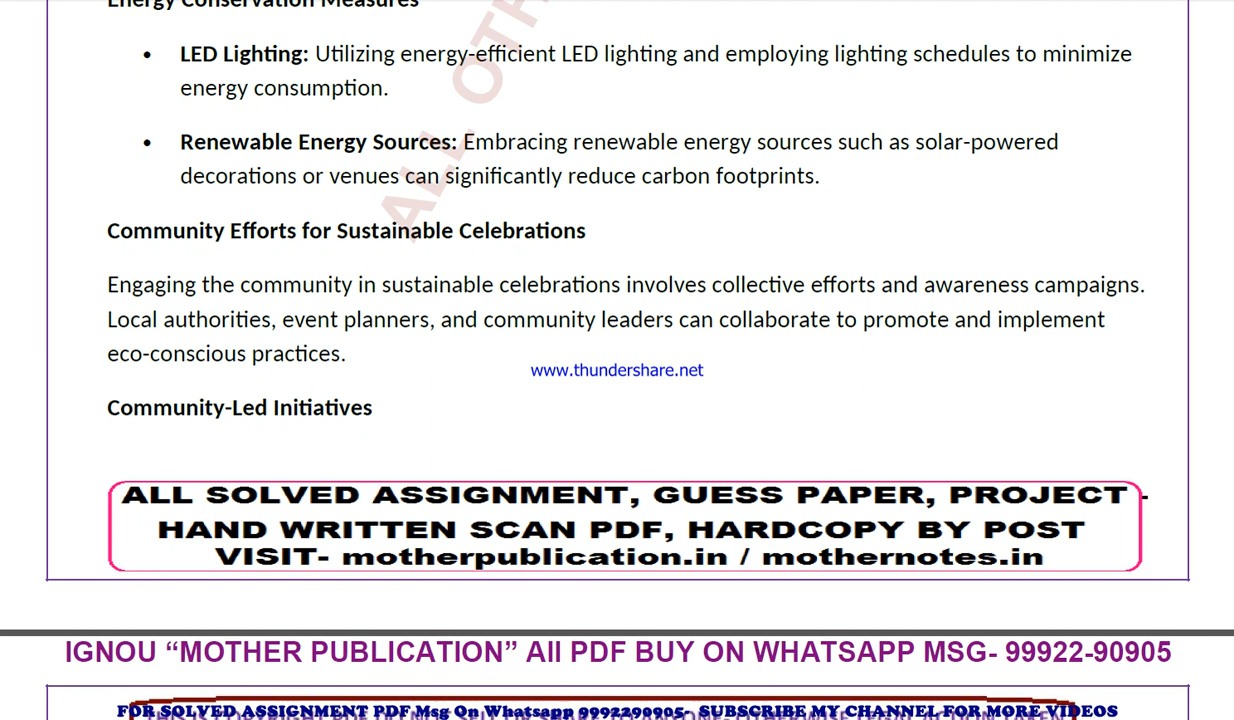 Energy Conservation Measures
• LED Lighting: Utilizing energy-efficient LED lighting and employing lighting schedules to minimize
energy consumption.
• Renewable Energy Sources: Embracing renewable energy sources such as solar-powered
decorations or venues can significantly reduce carbon footprints.
ALL OTH
Community Efforts for Sustainable Celebrations
Engaging the community in sustainable celebrations involves collective efforts and awareness campaigns.
Local authorities, event planners, and community leaders can collaborate to promote and implement
eco-conscious practices.
www.thundershare.net
Community-Led Initiatives
ALL SOLVED ASSIGNMENT, GUESS PAPER, PROJECT -
HAND WRITTEN SCAN PDF, HARDCOPY BY POST
VISIT- motherpublication.in / mothernotes.in
IGNOU “MOTHER PUBLICATION” All PDF BUY ON WHATSAPP MSG- 99922-90905
FOR SOLVED ASSIGNMENT PDF Msg On Whatsapp 9992290905- SUBSCRIBE MY CHANNEL FOR MORE VIDEOS